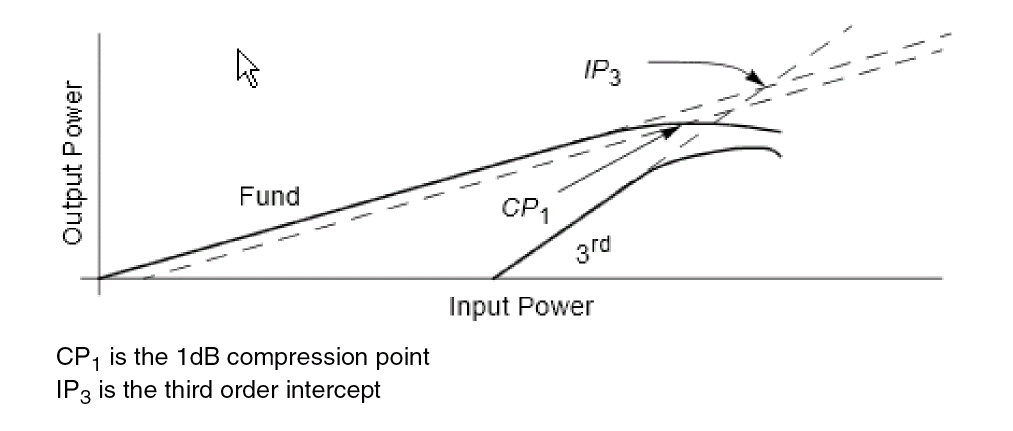 IP3
Output Power
Fund
CP1
3rd
Input Power
CP1 is the 1dB compression point
IP3 is the third order intercept